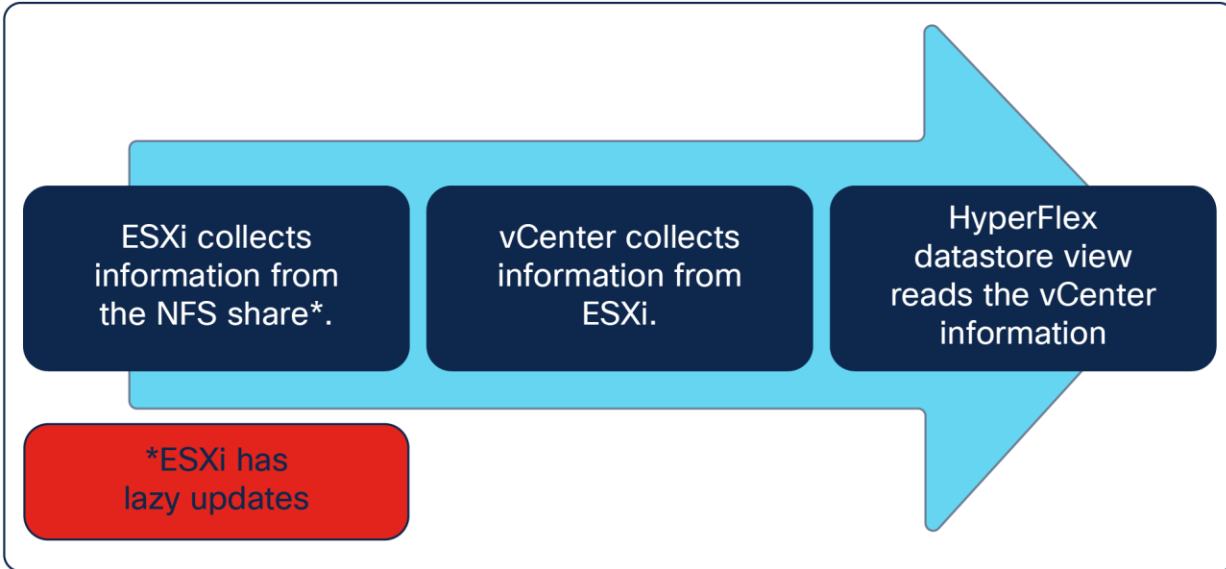 ESXi collects
information from
the NFS share*.
vCenter collects
information from
ESXi.
HyperFlex
datastore view
reads the vCenter
information
*ESXi has
lazy updates